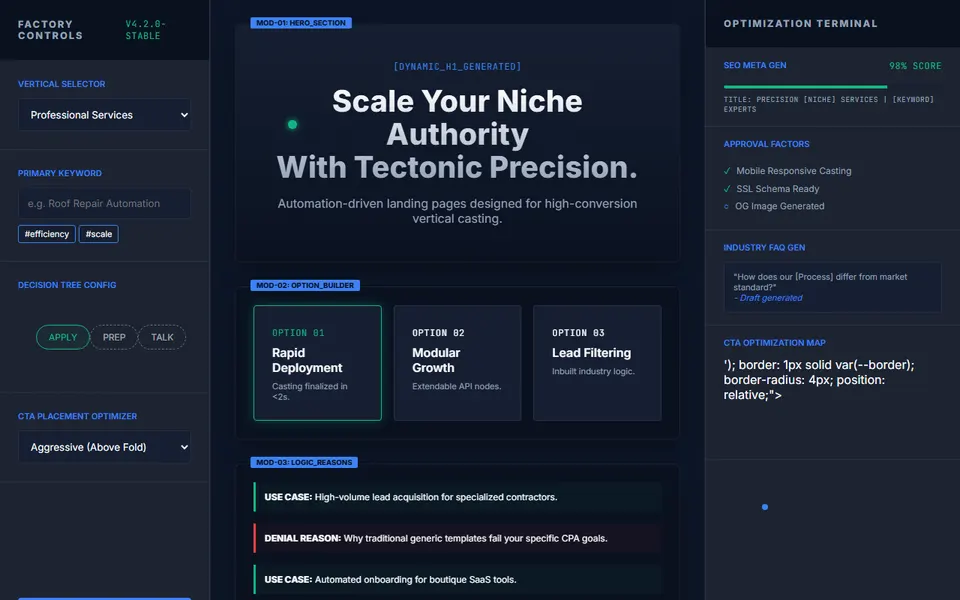 FACTORY
CONTROLS
V4.2.0-
STABLE
VERTICAL SELECTOR
Professional Services
PRIMARY KEYWORD
e.g. Roof Repair Automation
#efficiency
#scale
DECISION TREE CONFIG
APPLY
PREP
TALK
CTA PLACEMENT OPTIMIZER
Aggressive (Above Fold)
MOD-01: HERO_SECTION
[DYNAMIC_H1_GENERATED]
Scale Your Niche
Authority
With Tectonic Precision.
Automation-driven landing pages designed for high-conversion
vertical casting.
MOD-02: OPTION_BUILDER
OPTION 01
Rapid
Deployment
Casting finalized in
<2s.
OPTION 02
Modular
Growth
Extendable API nodes.
OPTION 03
Lead Filtering
Inbuilt industry logic.
MOD-03: LOGIC_REASONS
USE CASE: High-volume lead acquisition for specialized contractors.
DENIAL REASON: Why traditional generic templates fail your specific CPA goals.
USE CASE: Automated onboarding for boutique SaaS tools.
OPTIMIZATION TERMINAL
SEO META GEN
98% SCORE
TITLE: PRECISION [NICHE] SERVICES | [KEYWORD]
EXPERTS
APPROVAL FACTORS
✓ Mobile Responsive Casting
✓ SSL Schema Ready
○ OG Image Generated
INDUSTRY FAQ GEN
"How does our [Process] differ from market
standard?"
- Draft generated
CTA OPTIMIZATION MAP
'); border: 1px solid var(--border);
border-radius: 4px; position:
relative;">